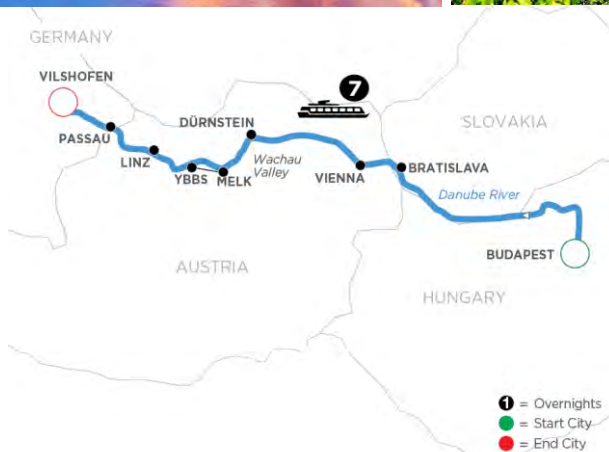 GERMANY
VILSHOFEN
7
DÜRNSTEIN
SLOVAKIA
PASSAU
LINZ
Wachau
Valley
YBBS
MELK
VIENNA
BRATISLAVA
Danube River
BUDAPEST
AUSTRIA
HUNGARY
1 = Overnights
= Start City
= End City